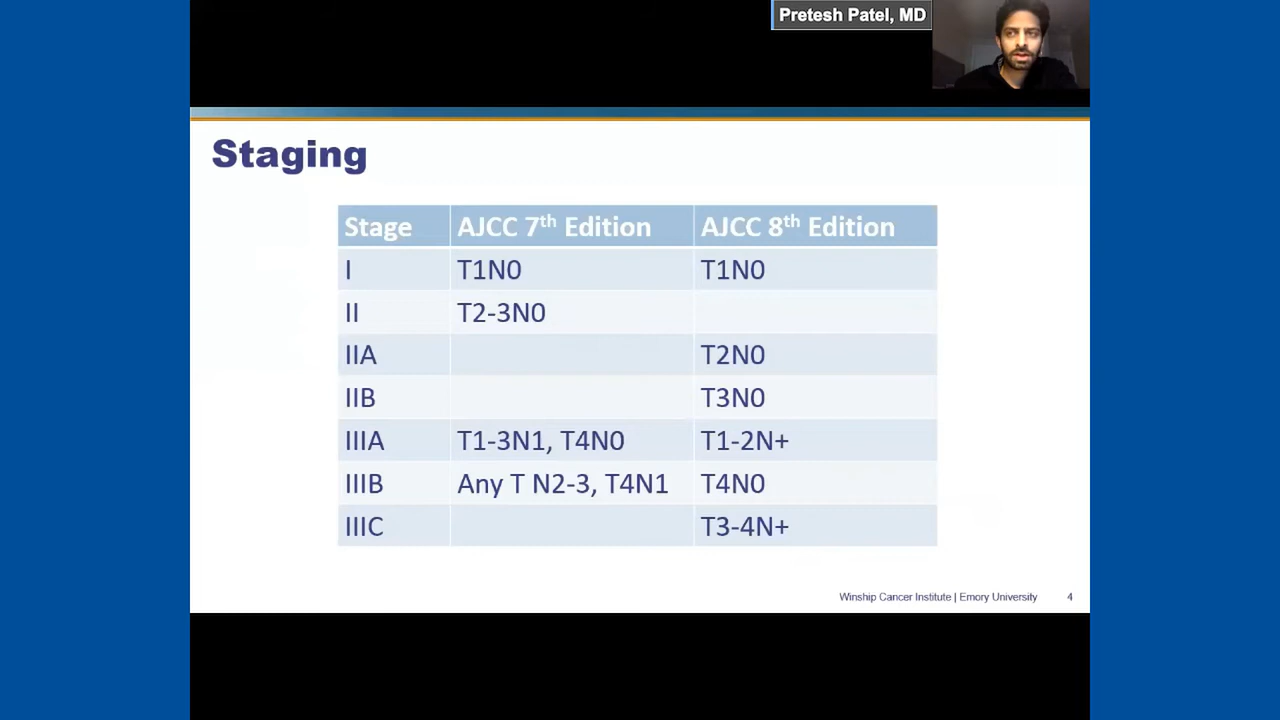 Pretesh Patel, MD
Staging
Stage AJCC 7th Edition AJCC 8th Edition
I T1N0 T1N0
II T2-3N0
IIA T2N0
IIB T3N0
IIIA T1-3N1, T4N0 T1-2N+
IIIB Any T N2-3, T4N1 T4N0
IIIC T3-4N+
Winship Cancer Institute | Emory University 4